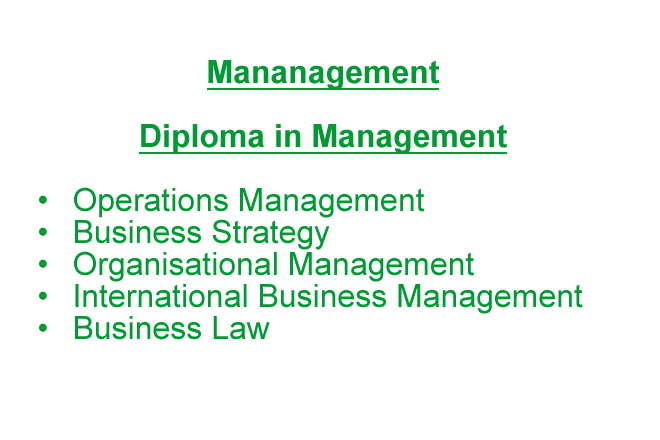 Mananagement
Diploma in Management
• Operations Management
• Business Strategy
• Organisational Management
• International Business Management
• Business Law